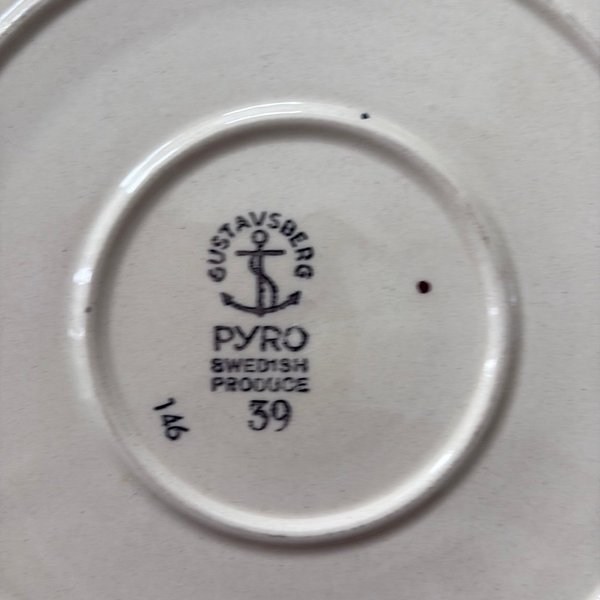 GUSTAVSBERG
PYRO
SWEDISH
PRODUCE
39
146